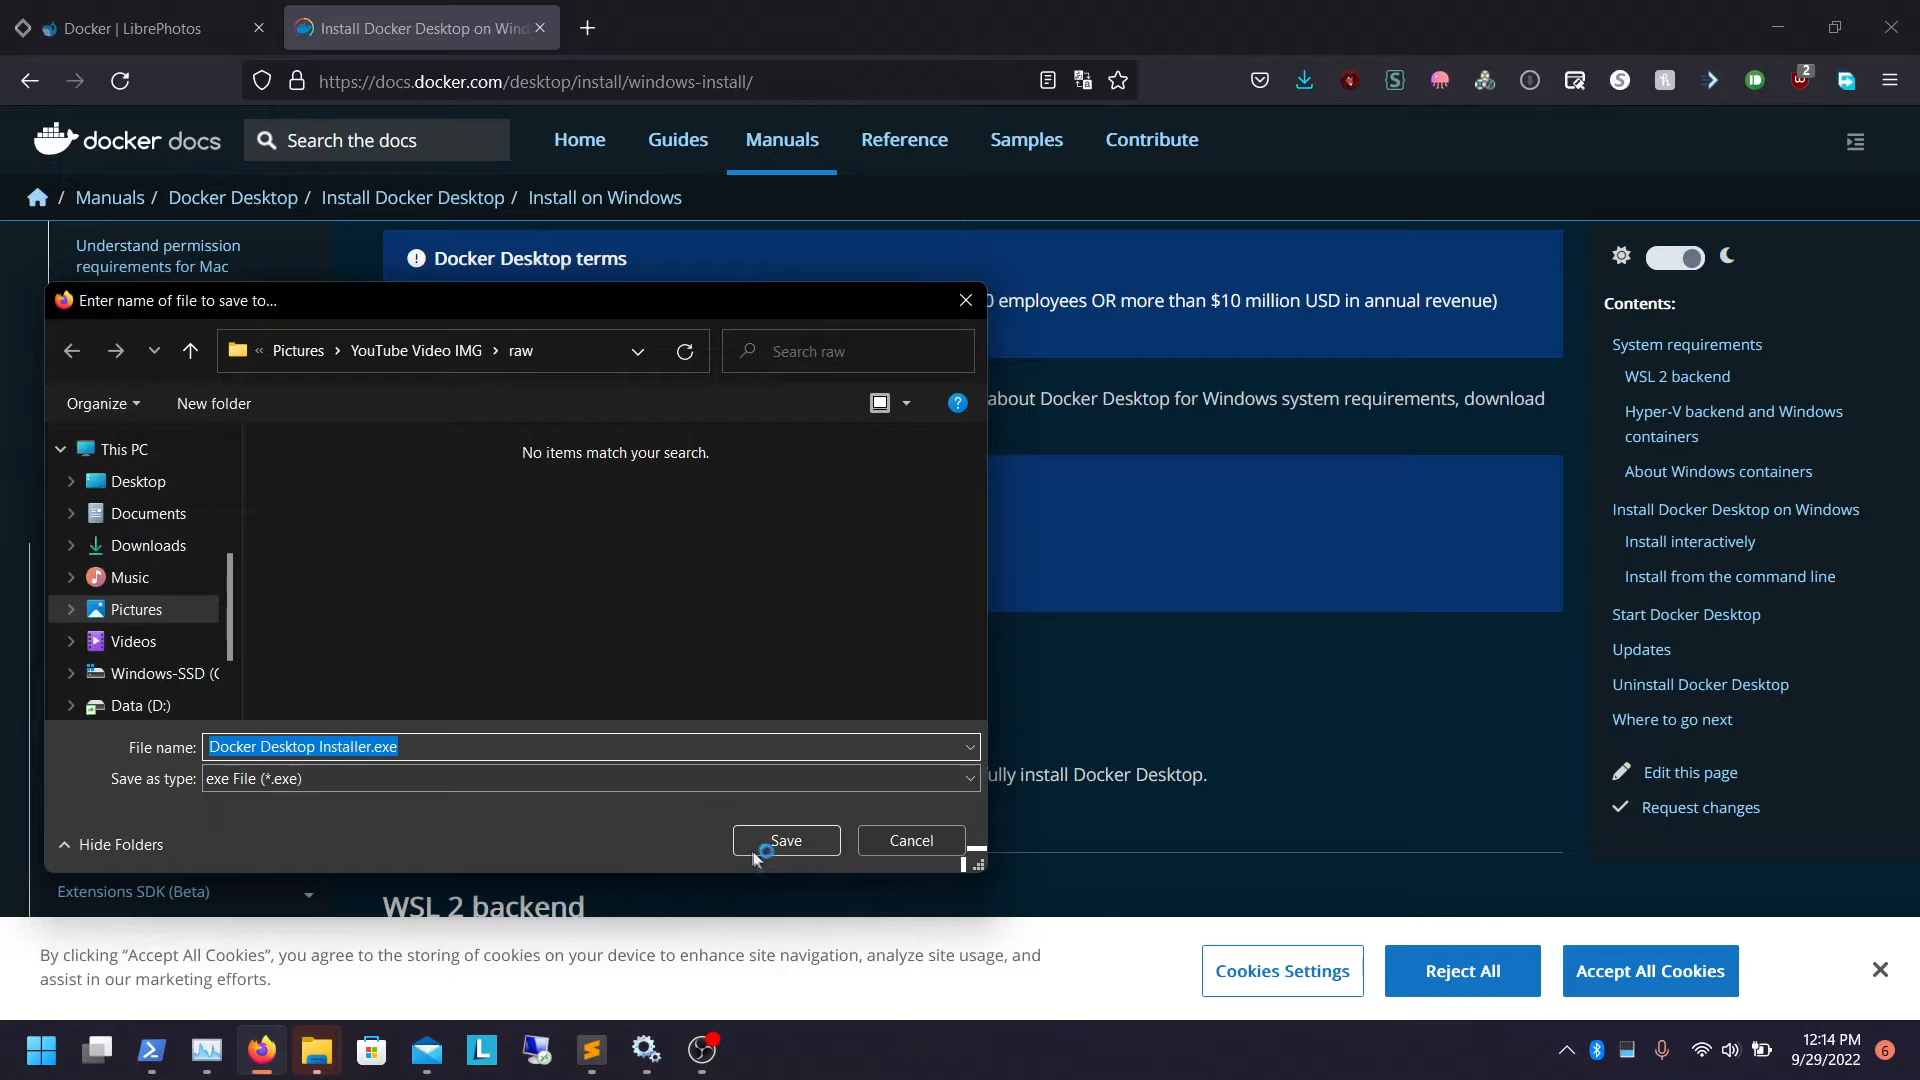 Docker | LibrePhotos
Install Docker Desktop on Wind
https://docs.docker.com/desktop/install/windows-install/
2
docker docs
Search the docs
Home
Guides
Manuals
Reference
Samples
Contribute
/ Manuals / Docker Desktop / Install Docker Desktop / Install on Windows
Understand permission
requirements for Mac
Docker Desktop terms
0 employees OR more than $10 million USD in annual revenue)
about Docker Desktop for Windows system requirements, download
ully install Docker Desktop.
Extensions SDK (Beta)
WSL 2 backend
Enter name of file to save to...
« Pictures › YouTube Video IMG › raw
Search raw
Organize
New folder
No items match your search.
This PC
Desktop
Documents
Downloads
Music
Pictures
Videos
Windows-SSD (C
Data (D:)
File name: Docker Desktop Installer.exe
Save as type: exe File (*.exe)
Hide Folders
Save
Cancel
Contents:
System requirements
WSL 2 backend
Hyper-V backend and Windows
containers
About Windows containers
Install Docker Desktop on Windows
Install interactively
Install from the command line
Start Docker Desktop
Updates
Uninstall Docker Desktop
Where to go next
Edit this page
Request changes
By clicking “Accept All Cookies”, you agree to the storing of cookies on your device to enhance site navigation, analyze site usage, and
assist in our marketing efforts.
Cookies Settings
Reject All
Accept All Cookies
12:14 PM
9/29/2022
6